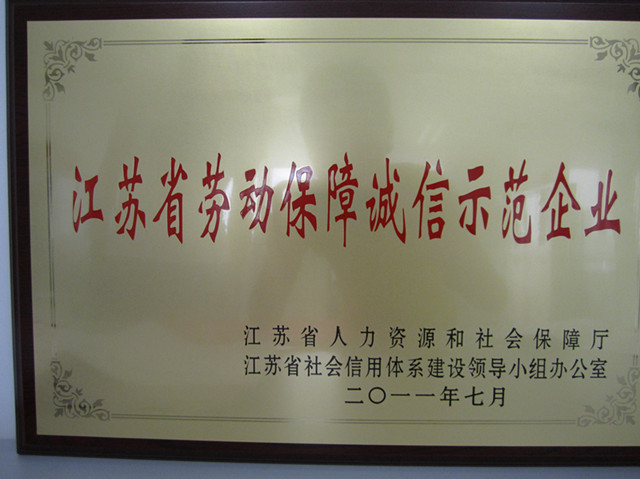 江苏省劳动保障诚信示范企业
江苏省人力资源和社会保障厅
江苏省社会信用体系建设领导小组办公室
二〇一一年七月